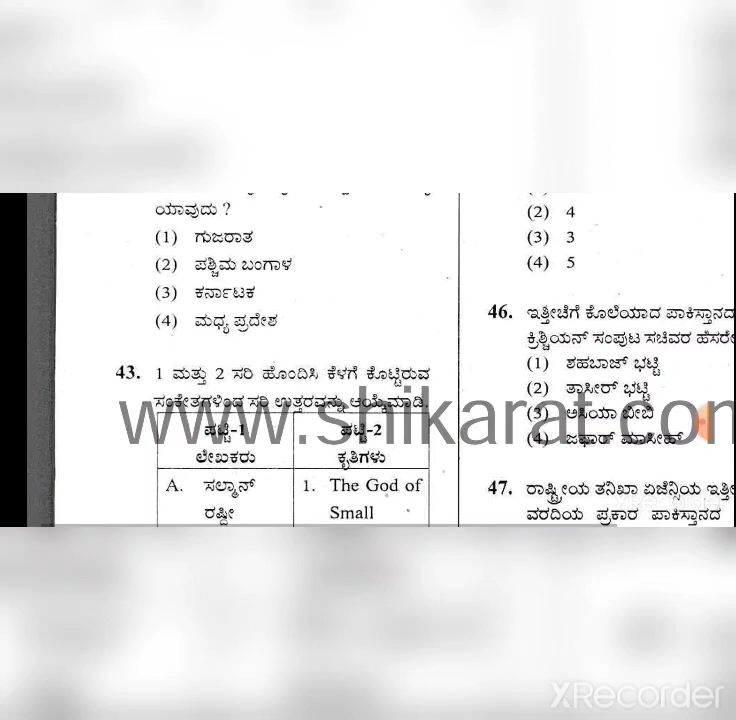 ಯಾವುದು ?
(1) ಗುಜರಾತ
(2) ಪಶ್ಚಿಮ ಬಂಗಾಳ
(3) ಕರ್ನಾಟಕ
(4) ಮಧ್ಯ ಪ್ರದೇಶ
43. 1 ಮತ್ತು 2 ಸರಿ ಹೊಂದಿಸಿ ಕೆಳಗೆ ಕೊಟ್ಟಿರುವ
ಸಂಕೇತಗಳಿಂದ ಸರಿ ಉತ್ತರವನ್ನು ಆಯ್ಕೆಮಾಡಿ.
ಪಟ್ಟಿ-1 ಪಟ್ಟಿ-2
ಲೇಖಕರು ಕೃತಿಗಳು
A. ಸಲ್ಮಾನ್ 1. The God of
ರಷ್ದೀ Small
(2) 4
(3) 3
(4) 5
46. ಇತ್ತೀಚೆಗೆ ಕೊಲೆಯಾದ ಪಾಕಿಸ್ತಾನದ
ಕ್ರಿಶ್ಚಿಯನ್ ಸಂಪುಟ ಸಚಿವರ ಹೆಸರೇ
(1) ಶಹಬಾಜ್ ಭಟ್ಟಿ
(2) ತ್ರಾಸೀರ್ ಭಟ್ಟಿ
(3) ಅಸಿಯಾ ಬೀಬಿ
(4) ಜಫಾರ್ ಮಾಸೀಹ್
47. ರಾಷ್ಟ್ರೀಯ ತನಿಖಾ ಏಜೆನ್ಸಿಯ ಇತ್ತೀ
ವರದಿಯ ಪ್ರಕಾರ ಪಾಕಿಸ್ತಾನದ
www.shikarat.con
XRecorder